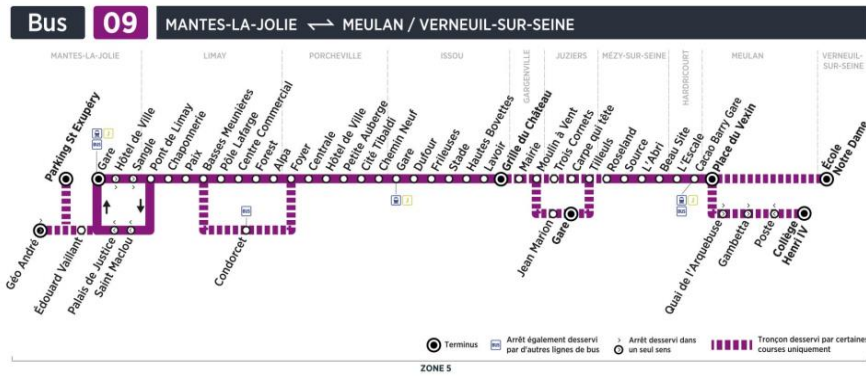 Bus 09 MANTES-LA-JOLIE ⇌ MEULAN / VERNEUIL-SUR-SEINE
MANTES-LA-JOLIE
LIMAY
PORCHEVILLE
ISSOU
GARGENVILLE
JUZIERS
MÉZY-SUR-SEINE
HARDRICOURT
MEULAN
VERNEUIL-
SUR-SEINE
Parking St Exupéry
Gare
Hôtel de Ville
Sangle
Pont de Limay
Chaponnerie
Paix
Basses Meunières
Pôle Lafarge
Centre Commercial
Forest
Alpa
Foyer
Centrale
Hôtel de Ville
Petite Auberge
Cité Tibaldi
Chemin Neuf
Gare
Dufour
Frileuses
Stade
Hautes Bovettes
Lavoir
Grille du Château
Mairie
Moulin à Vent
Trois Cornets
Carpe qui tète
Tilleuls
Roseland
Source
L'Abri
Beau Site
L'Escale
Cacao Barry Gare
Place du Vexin
École
Notre Dame
Géo André
Édouard Vaillant
Palais de Justice
Saint Maclou
Condorcet
BUS
Jean Marion
Gare
Quai de l'Arquebuse
Gambetta
Poste
Collège
Henri IV
Terminus
BUS
Arrêt également desservi
par d'autres lignes de bus
Arrêt desservi dans
un seul sens
Tronçon desservi par certaine
courses uniquement
ZONE 5